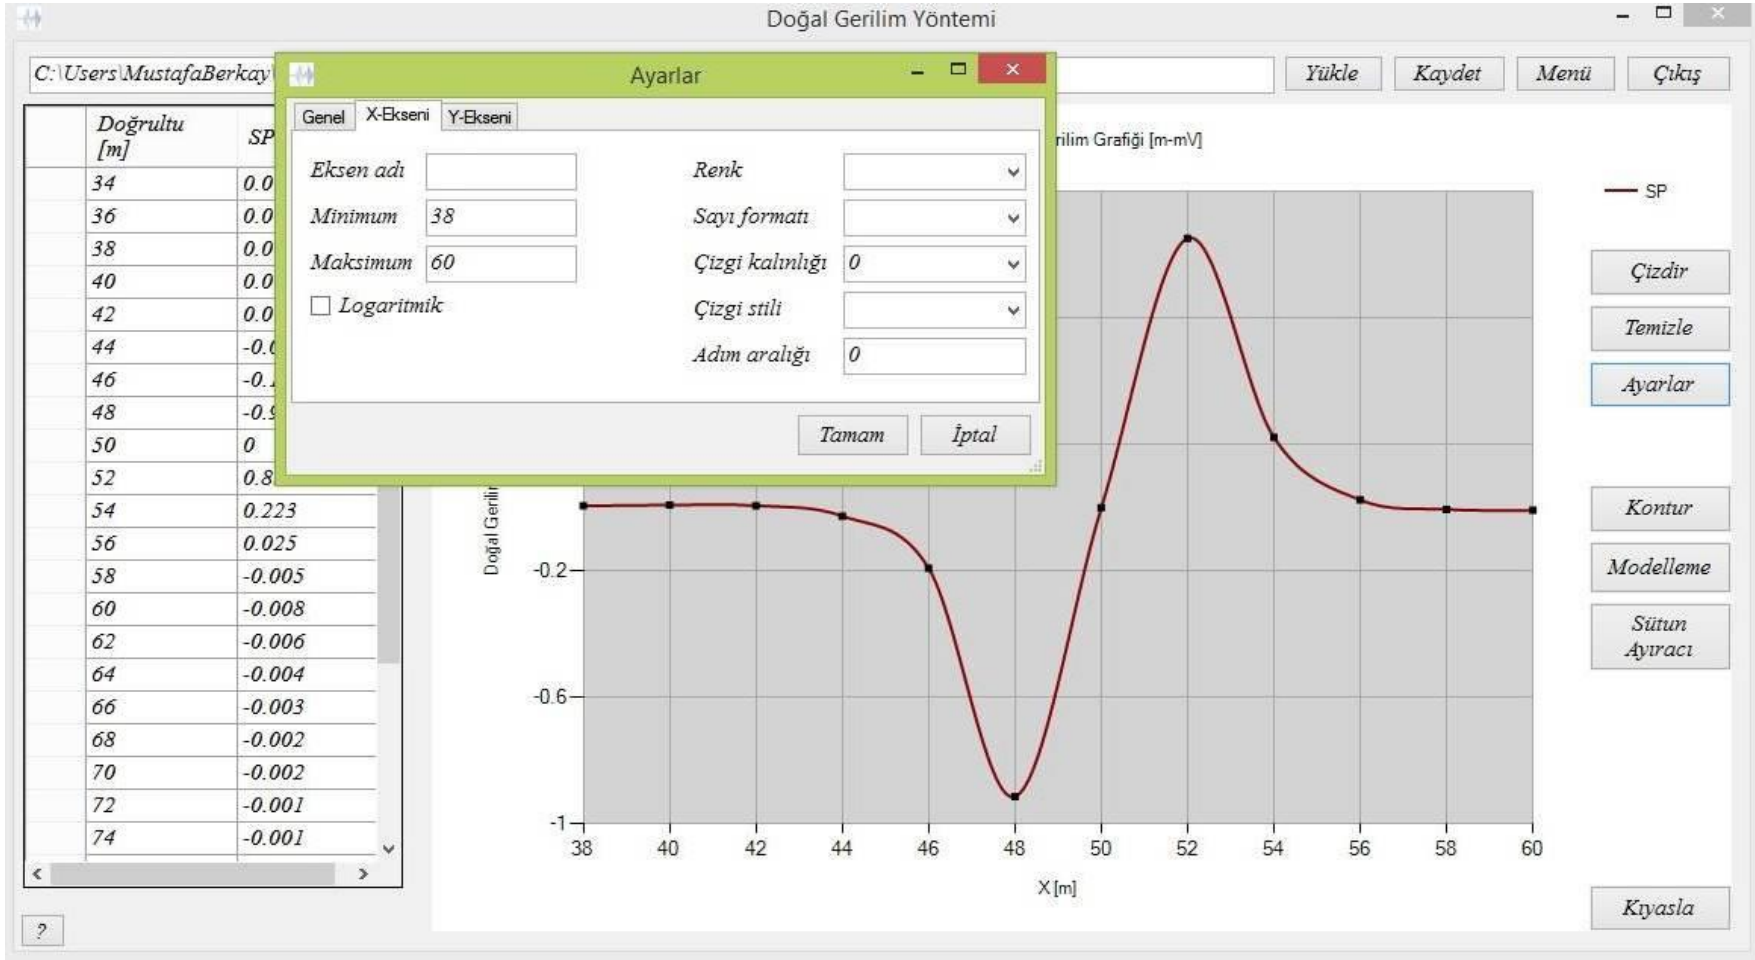 Doğal Gerilim Yöntemi
C:\Users\MustafaBerkay\
Yükle Kaydet Menü Çıkış
Ayarlar
Genel X-Ekseni Y-Ekseni
Eksen adı
Minimum 38
Maksimum 60
Logaritmik
Renk
Sayı formatı
Çizgi kalınlığı 0
Çizgi stili
Adım aralığı 0
Tamam İptal
Doğrultu [m] SP
34 0.0
36 0.0
38 0.0
40 0.0
42 0.0
44 -0.0
46 -0.1
48 -0.9
50 0
52 0.8
54 0.223
56 0.025
58 -0.005
60 -0.008
62 -0.006
64 -0.004
66 -0.003
68 -0.002
70 -0.002
72 -0.001
74 -0.001
?
rilim Grafiği [m-mV]
Doğal Gerilim
-0.2
-0.6
-1
38 40 42 44 46 48 50 52 54 56 58 60
X [m]
SP
Çizdir
Temizle
Ayarlar
Kontur
Modelleme
Sütun
Ayıracı
Kıyasla